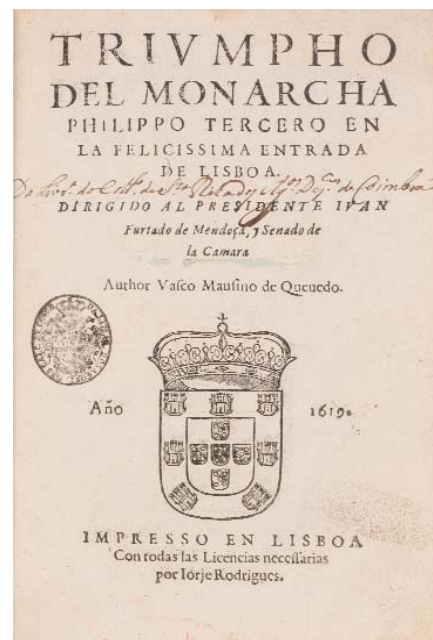 TRIVMPHO
DEL MONARCHA
PHILIPPO TERCERO EN
LA FELICISSIMA ENTRADA
DE LISBOA.
de Coimbra
DIRIGIDO AL PRESIDENTE IVAN
Furtado de Mendoça, y Senado de
la Camara
Author Vasco Mausino de Queuedo.
Año 1619.
IMPRESSO EN LISBOA
Con todas las Licencias necessarias
por Iorje Rodrigues.